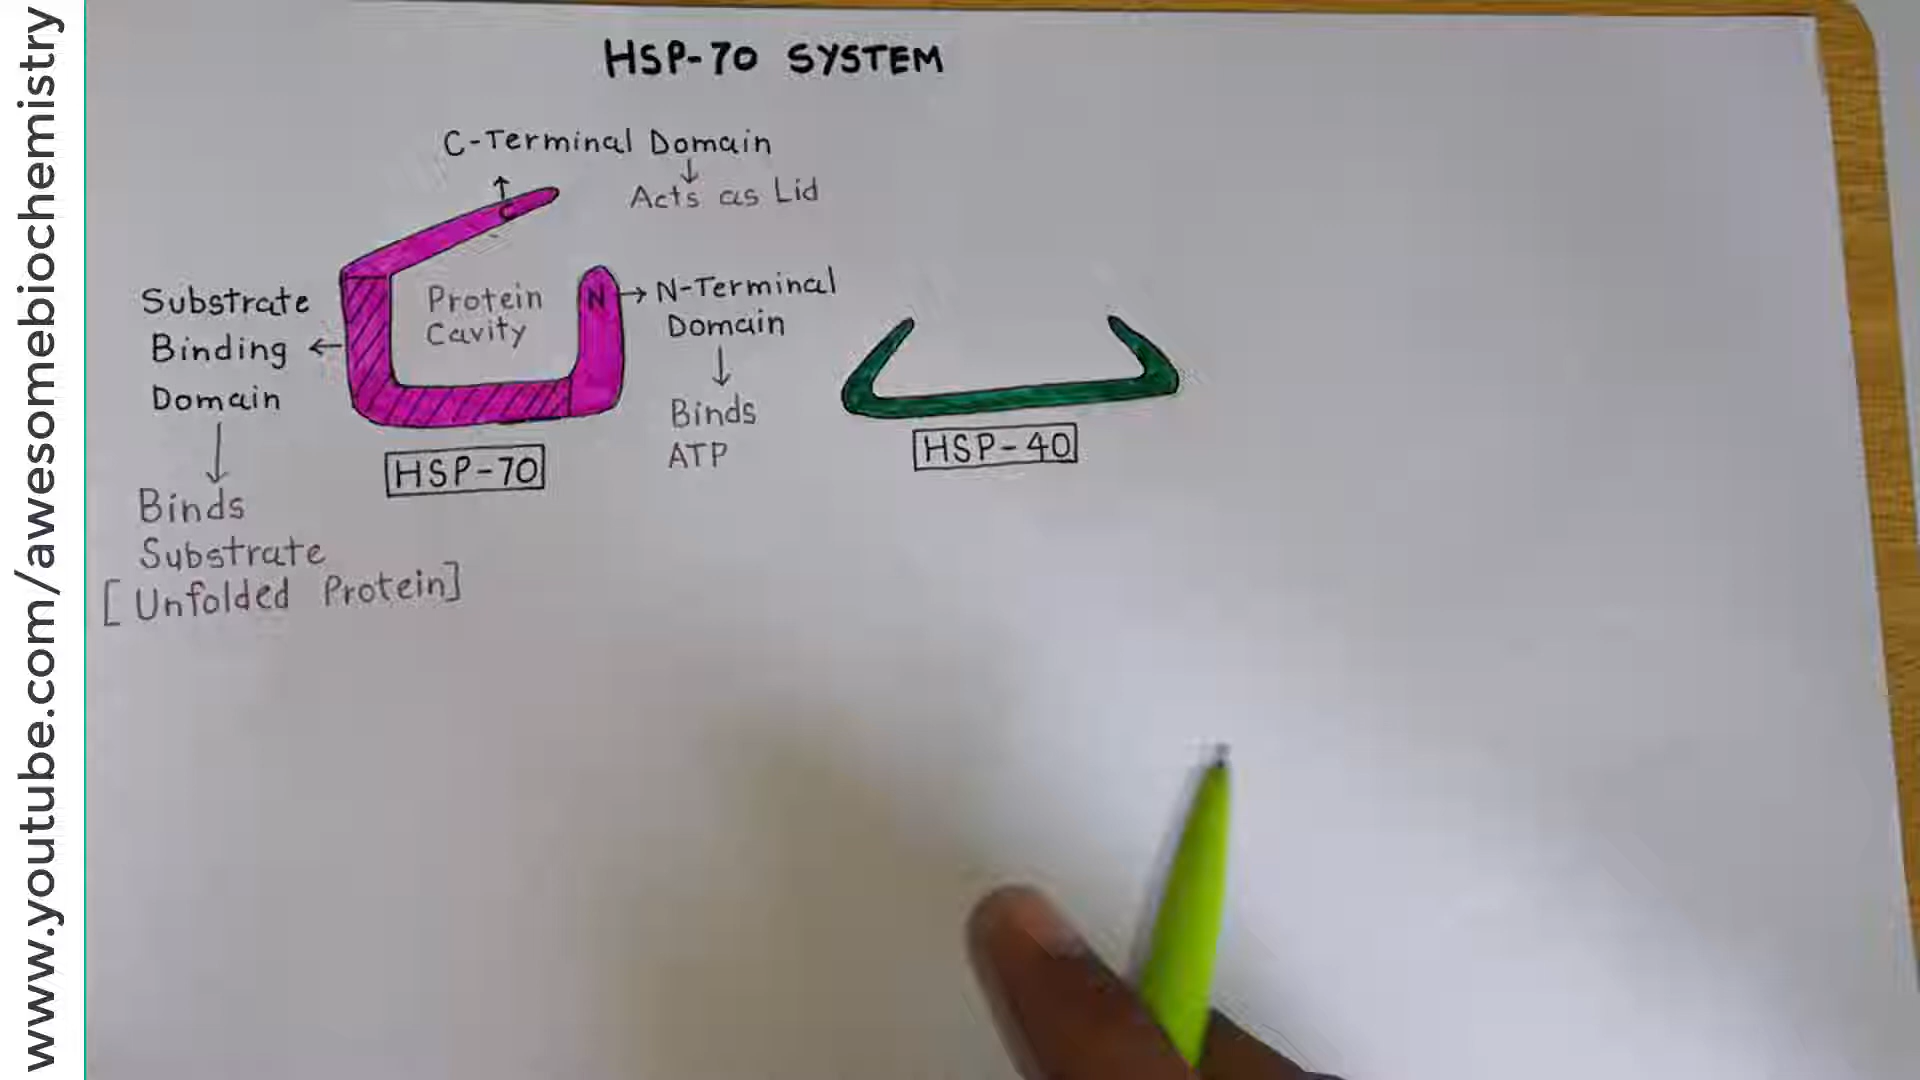 www.youtube.com/awesomebiochemistry
HSP-70 SYSTEM
C-Terminal Domain
Acts as Lid
C
Substrate
Binding
Domain
Binds
Substrate
[Unfolded Protein]
Protein
Cavity
N
N-Terminal
Domain
Binds
ATP
HSP-70
HSP-40